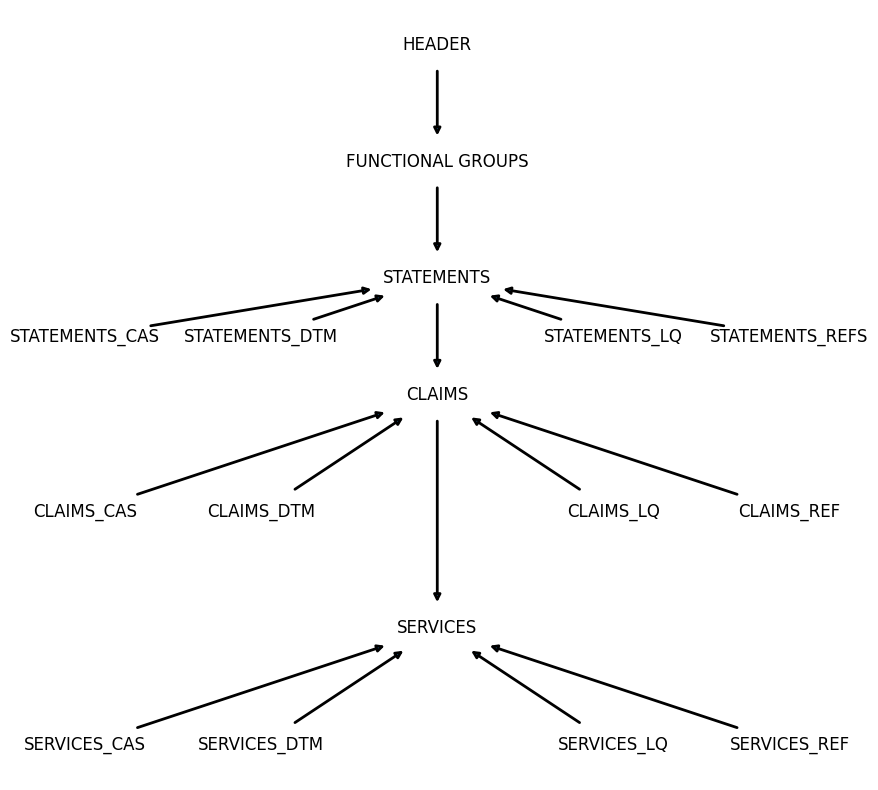 HEADER
FUNCTIONAL GROUPS
STATEMENTS
STATEMENTS_CAS STATEMENTS_DTM STATEMENTS_LQ STATEMENTS_REFS
CLAIMS
CLAIMS_CAS CLAIMS_DTM CLAIMS_LQ CLAIMS_REF
SERVICES
SERVICES_CAS SERVICES_DTM SERVICES_LQ SERVICES_REF